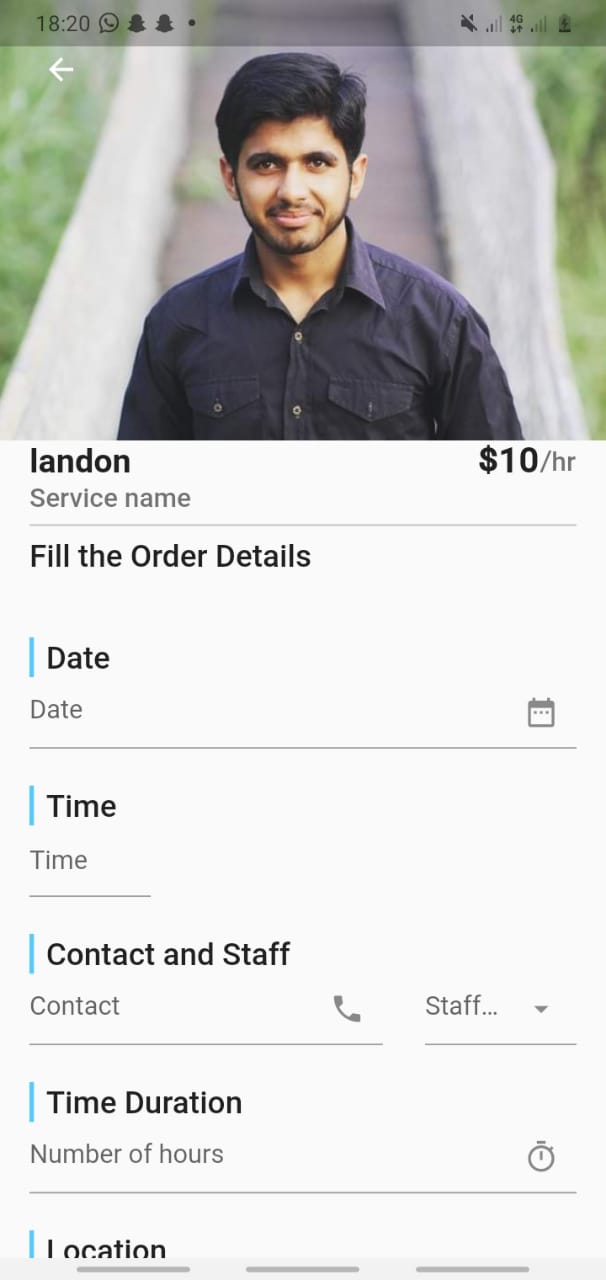 18:20
4G
landon $10/hr
Service name
Fill the Order Details
Date
Date
Time
Time
Contact and Staff
Contact Staff...
Time Duration
Number of hours
Location